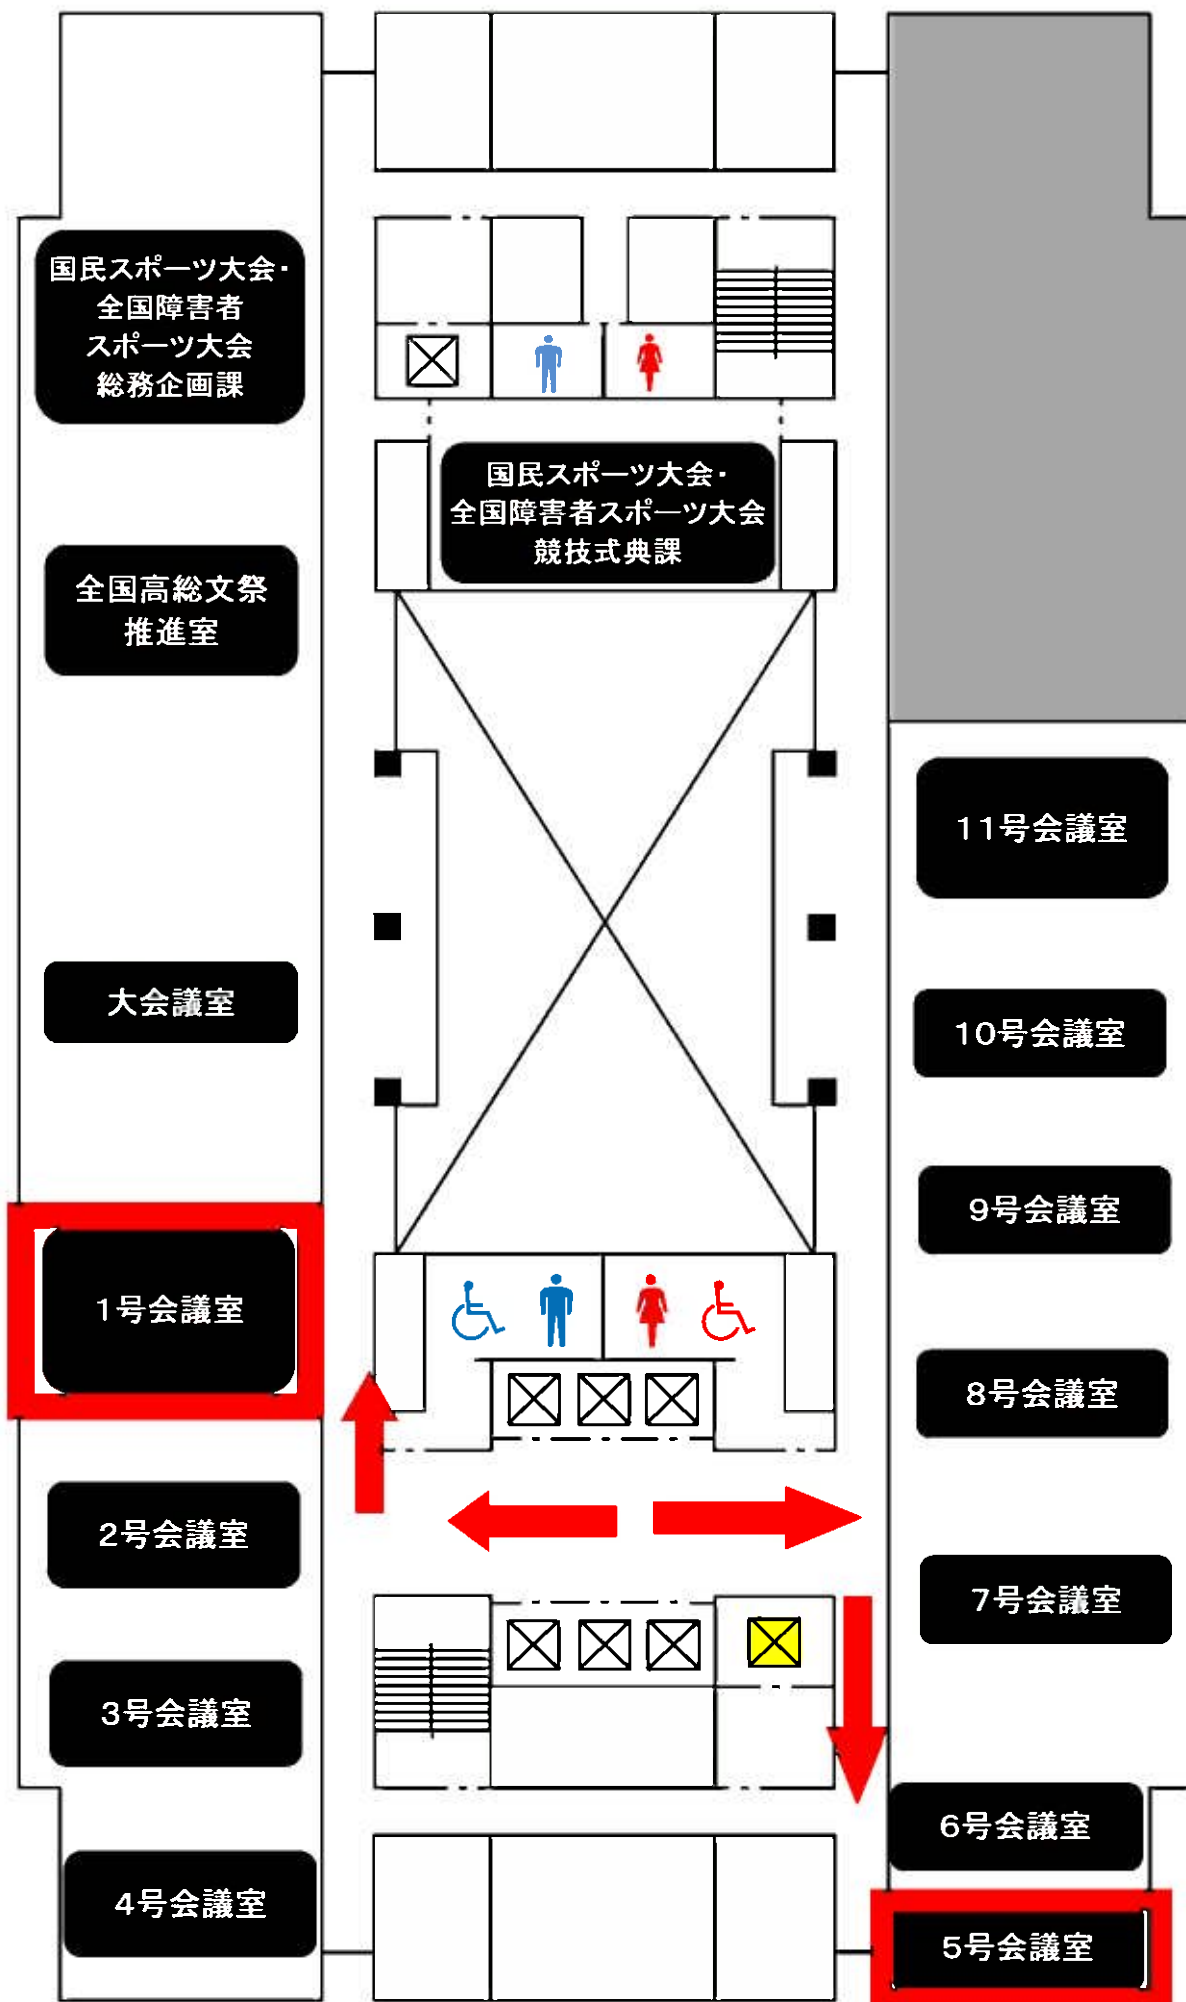 国民スポーツ大会・
全国障害者
スポーツ大会
総務企画課
国民スポーツ大会・
全国障害者スポーツ大会
競技式典課
全国高総文祭
推進室
大会議室
1号会議室
2号会議室
3号会議室
4号会議室
11号会議室
10号会議室
9号会議室
8号会議室
7号会議室
6号会議室
5号会議室